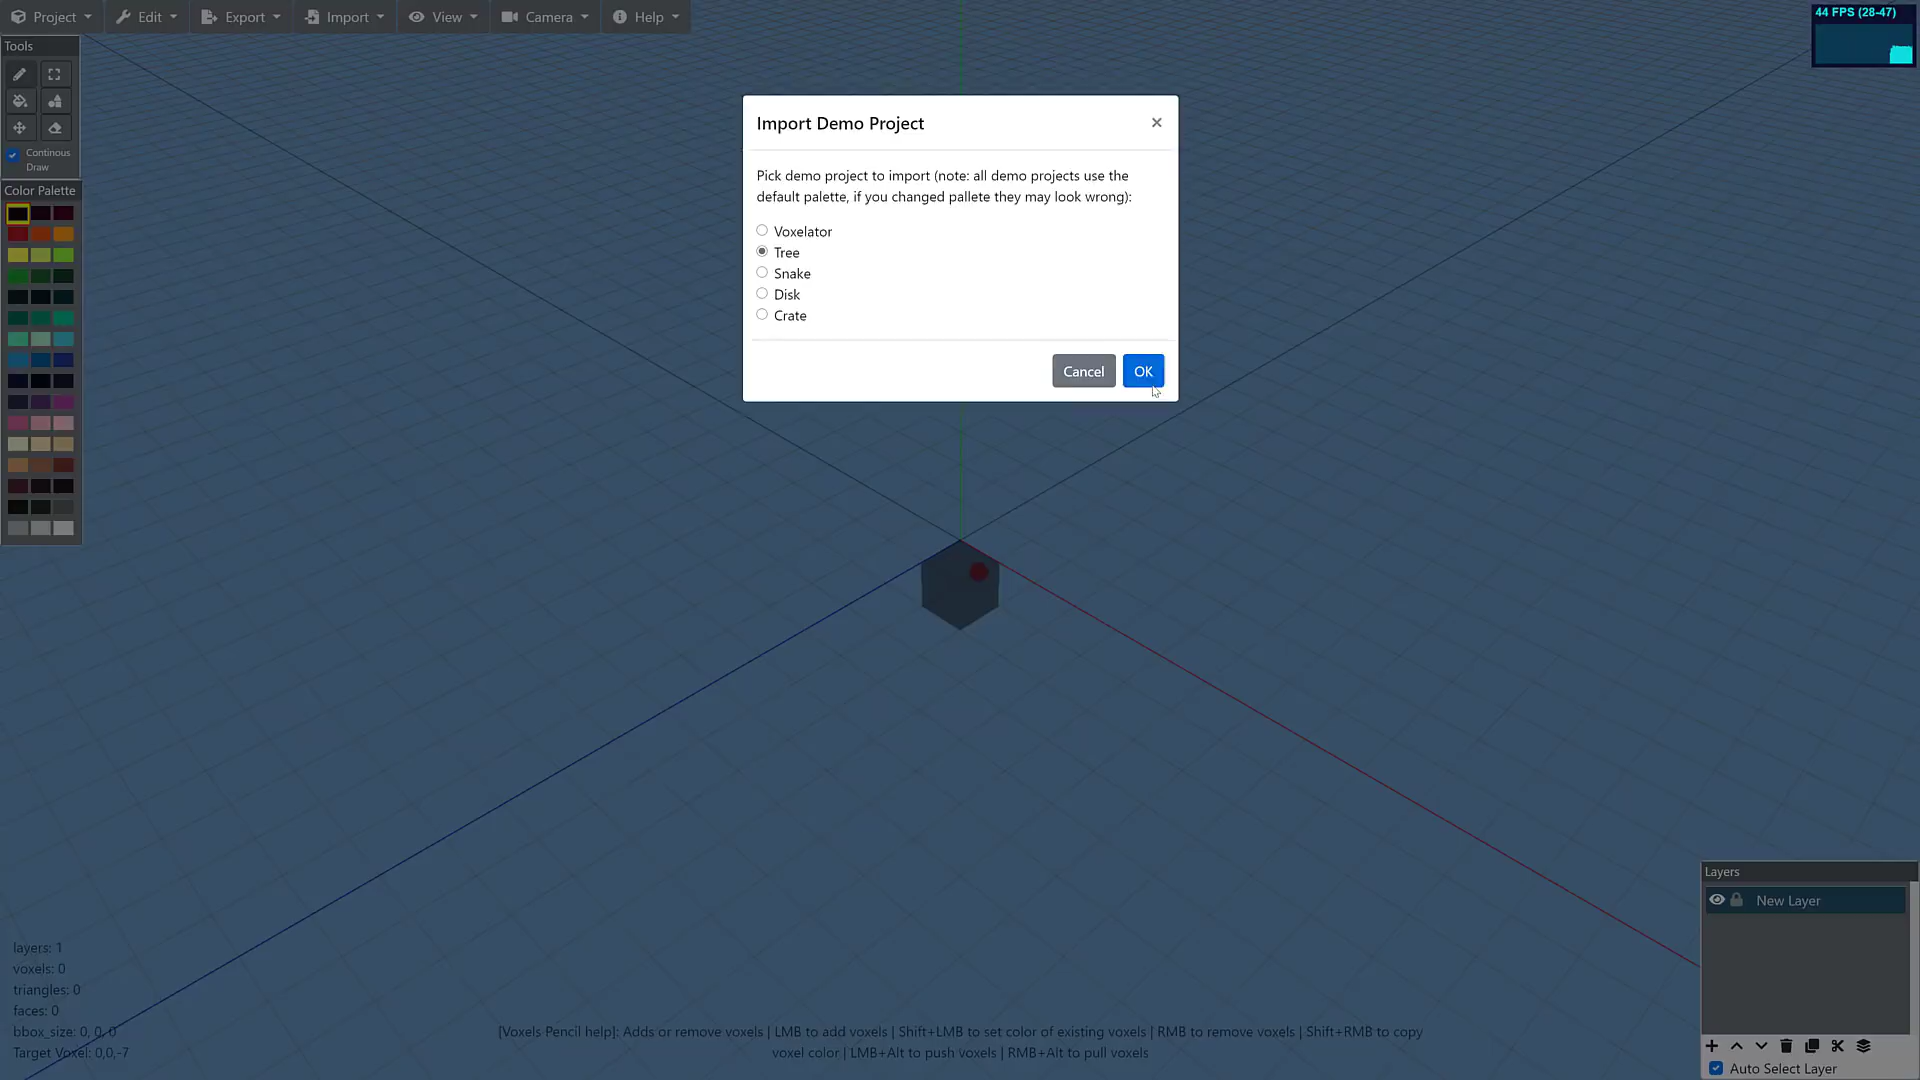 Project
Edit
Export
Import
View
Camera
Help
44 FPS (28-47)
Tools
Continous
Draw
Color Palette
Import Demo Project
×
Pick demo project to import (note: all demo projects use the
default palette, if you changed pallete they may look wrong):
Voxelator
Tree
Snake
Disk
Crate
Cancel
OK
Layers
New Layer
layers: 1
voxels: 0
triangles: 0
faces: 0
bbox_size: 0, 0, 0
Target Voxel: 0,0,-7
[Voxels Pencil help]: Adds or remove voxels | LMB to add voxels | Shift+LMB to set color of existing voxels | RMB to remove voxels | Shift+RMB to copy
voxel color | LMB+Alt to push voxels | RMB+Alt to pull voxels
Auto Select Layer